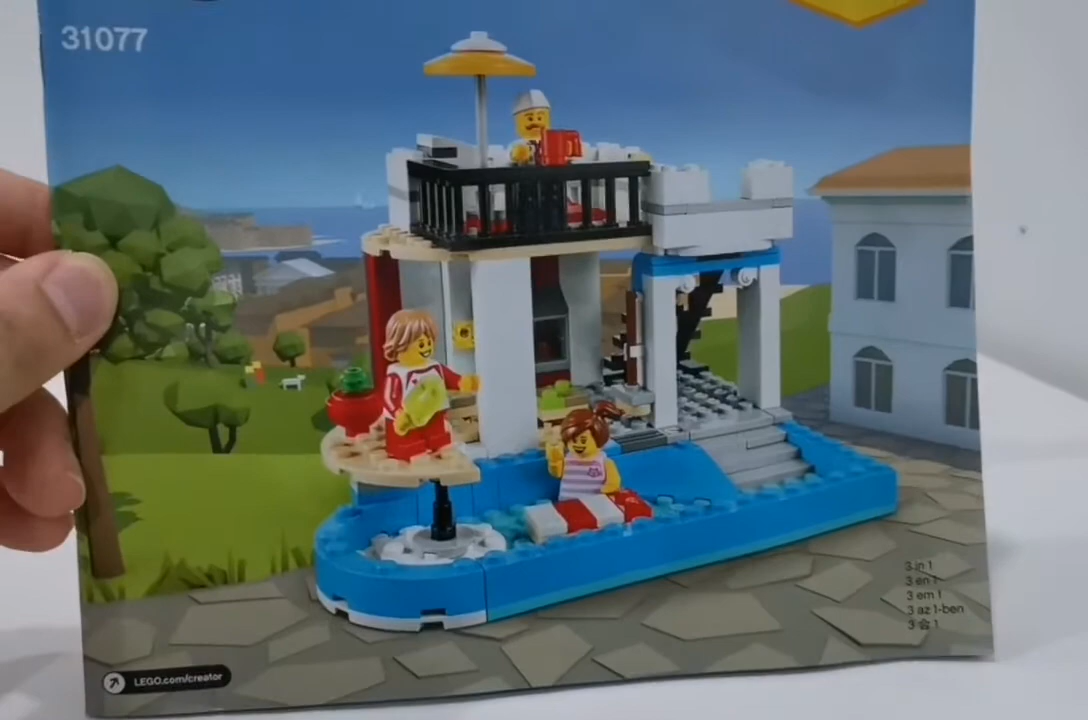 31077
3 in 1
3 en 1
3 em 1
3 az 1-ben
3 合 1
LEGO.com/creator